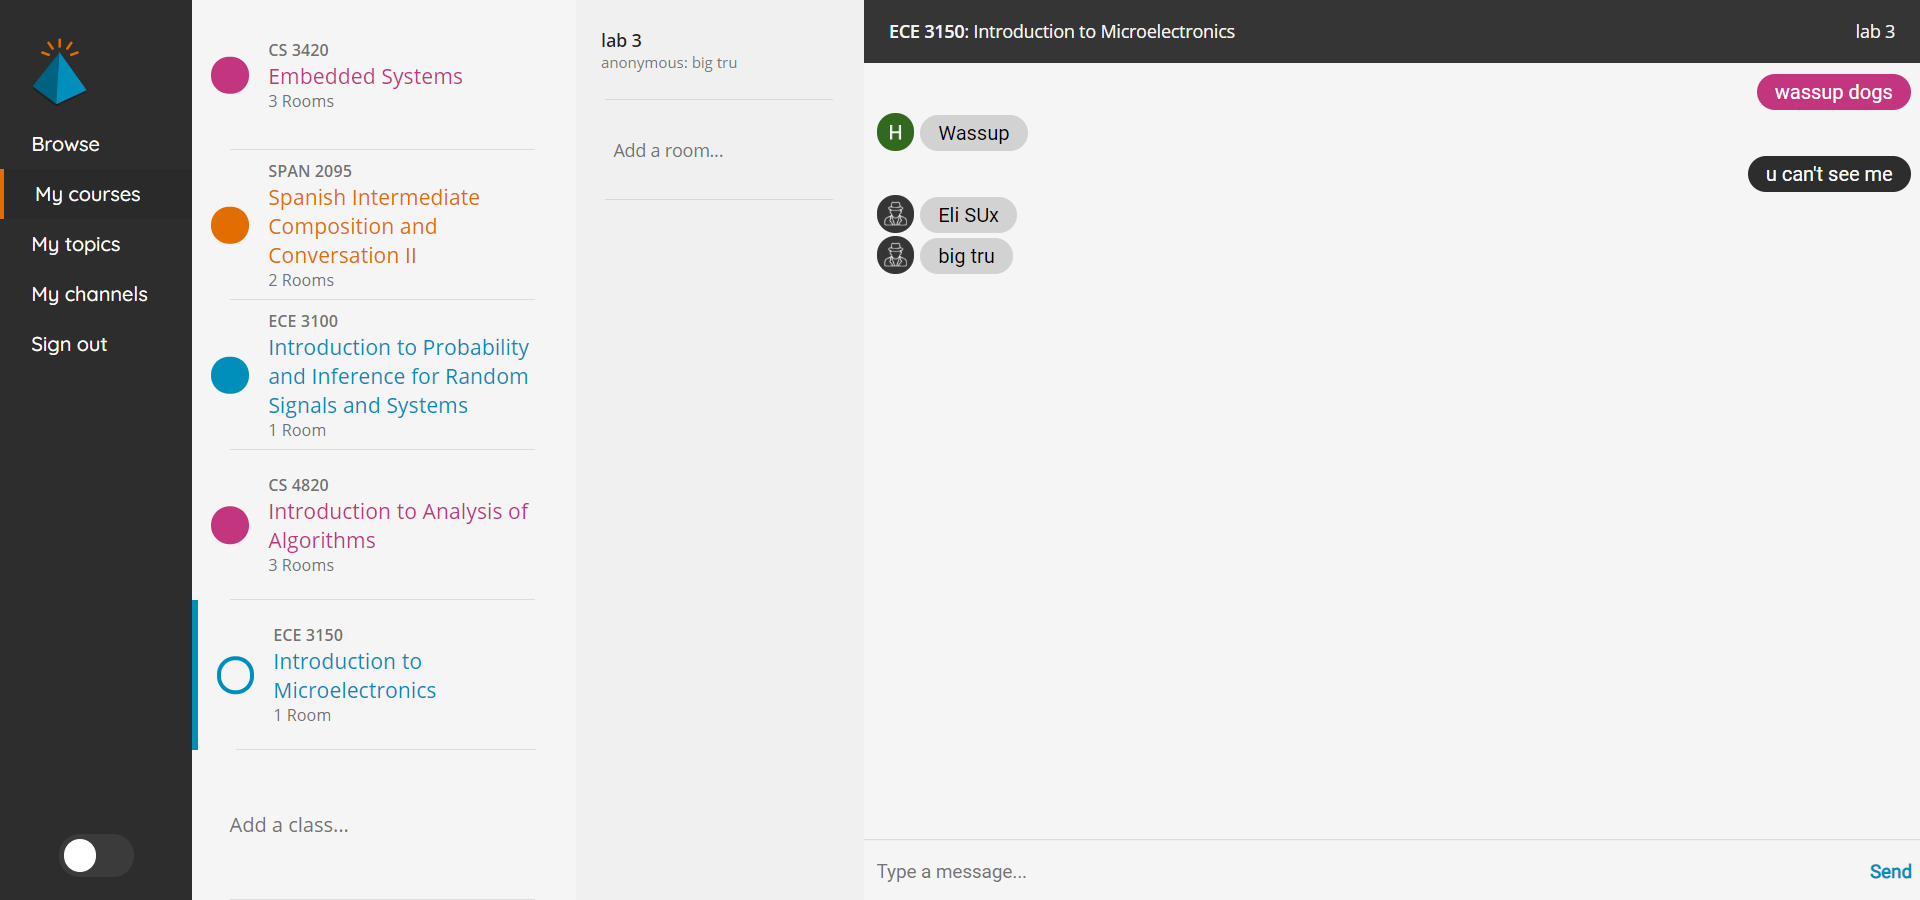 Browse
My courses
My topics
My channels
Sign out
CS 3420
Embedded Systems
3 Rooms
SPAN 2095
Spanish Intermediate
Composition and
Conversation II
2 Rooms
ECE 3100
Introduction to Probability
and Inference for Random
Signals and Systems
1 Room
CS 4820
Introduction to Analysis of
Algorithms
3 Rooms
ECE 3150
Introduction to
Microelectronics
1 Room
Add a class...
lab 3
anonymous: big tru
Add a room...
ECE 3150: Introduction to Microelectronics
lab 3
wassup dogs
H
Wassup
u can't see me
Eli SUx
big tru
Type a message...
Send